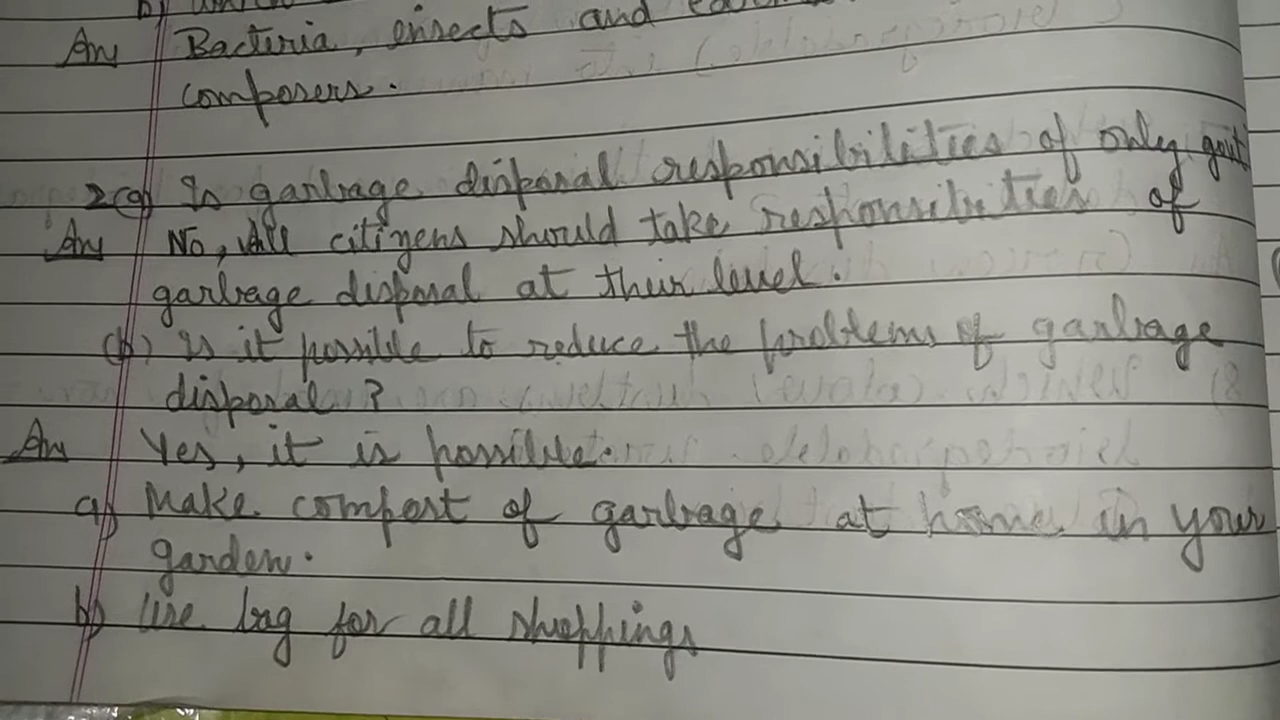 Ans Bacteria, insects and
composers.
2(a) Is garbage disposal responsibilities of only govt
Ans No, All citizens should take responsibilities of
garbage disposal at their level.
(b) Is it possible to reduce the problems of garbage
disposal ?
Ans Yes, it is possible.
a) Make compost of garbage at home in your
garden.
b) Use bag for all shoppings